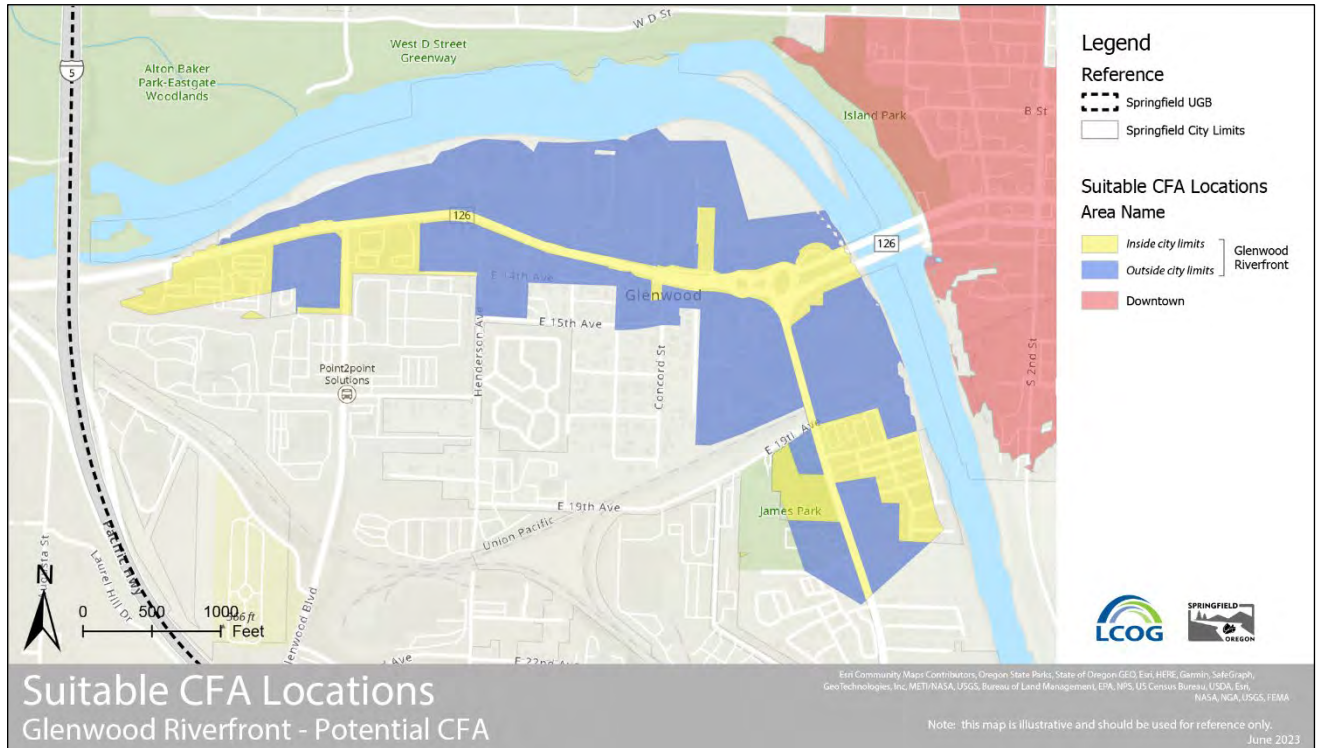 W D St
West D Street
Greenway
5
Alton Baker
Park-Eastgate
Woodlands
Island Park
B St
126
126
E 14th Ave
Glenwood
E 15th Ave
Henderson Ave
Concord St
S 2nd St
Point2point
Solutions
E 19th Ave
E 19th Ave
James Park
Union Pacific
Pacific Hwy
Laurel Hill Dr
Glenwood Blvd
E 22nd Ave
Ave
N
0 500 1000
Feet
Legend
Reference
Springfield UGB
Springfield City Limits
Suitable CFA Locations
Area Name
Inside city limits
Outside city limits
Glenwood
Riverfront
Downtown
LCOG
SPRINGFIELD
OREGON
Suitable CFA Locations
Glenwood Riverfront - Potential CFA
Esri Community Maps Contributors, Oregon State Parks, State of Oregon GEO, Esri, HERE, Garmin, SafeGraph,
GeoTechnologies, Inc, METI/NASA, USGS, Bureau of Land Management, EPA, NPS, US Census Bureau, USDA, Esri,
NASA, NGA, USGS, FEMA
Note: this map is illustrative and should be used for reference only.
June 2023